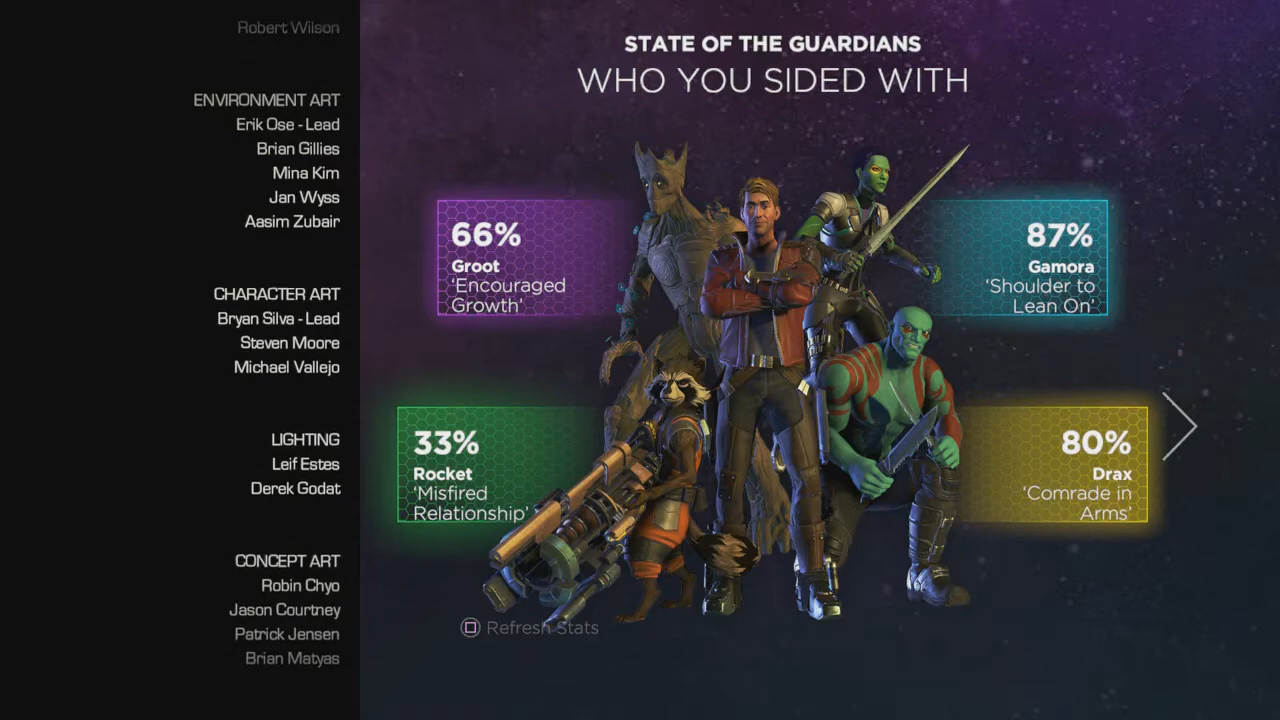 Robert Wilson
ENVIRONMENT ART
Erik Ose - Lead
Brian Gillies
Mina Kim
Jan Wyss
Aasim Zubair
CHARACTER ART
Bryan Silva - Lead
Steven Moore
Michael Vallejo
LIGHTING
Leif Estes
Derek Godat
CONCEPT ART
Robin Chyo
Jason Courtney
Patrick Jensen
Brian Matyas
STATE OF THE GUARDIANS
WHO YOU SIDED WITH
66%
Groot
'Encouraged
Growth'
87%
Gamora
'Shoulder to
Lean On'
33%
Rocket
'Misfired
Relationship'
80%
Drax
'Comrade in
Arms'
Refresh Stats